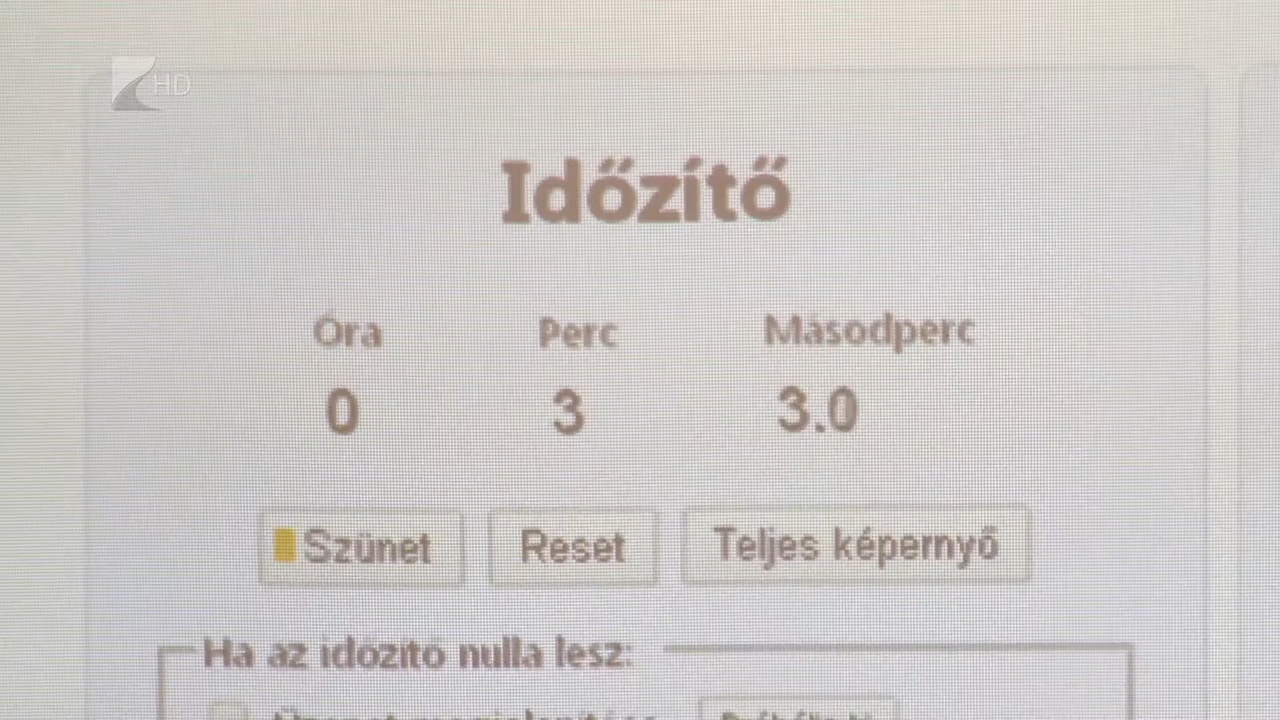 HD
Időzítő
Óra Perc Másodperc
0 3 3.0
Szünet Reset Teljes képernyő
Ha az időzítő nulla lesz: